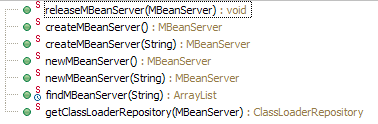 S releaseMBeanServer(MBeanServer) : void
S createMBeanServer() : MBeanServer
S createMBeanServer(String) : MBeanServer
S newMBeanServer() : MBeanServer
S newMBeanServer(String) : MBeanServer
S findMBeanServer(String) : ArrayList
S getClassLoaderRepository(MBeanServer) : ClassLoaderRepository